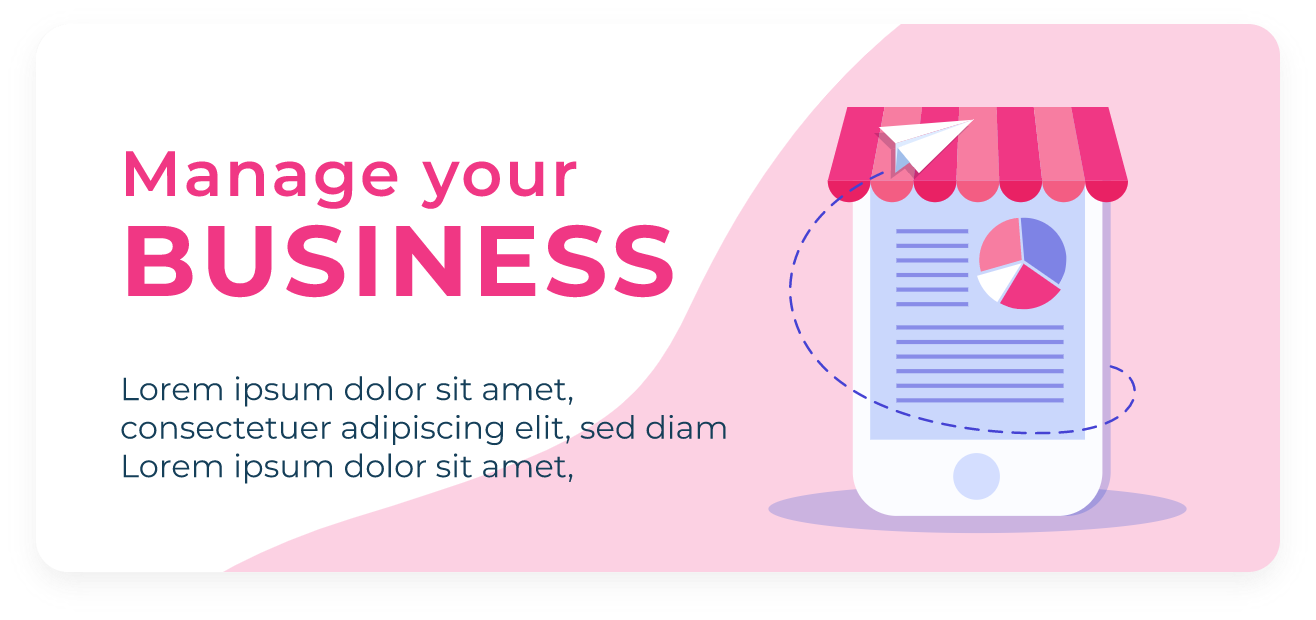 Manage your
BUSINESS
Lorem ipsum dolor sit amet,
consectetuer adipiscing elit, sed diam
Lorem ipsum dolor sit amet,